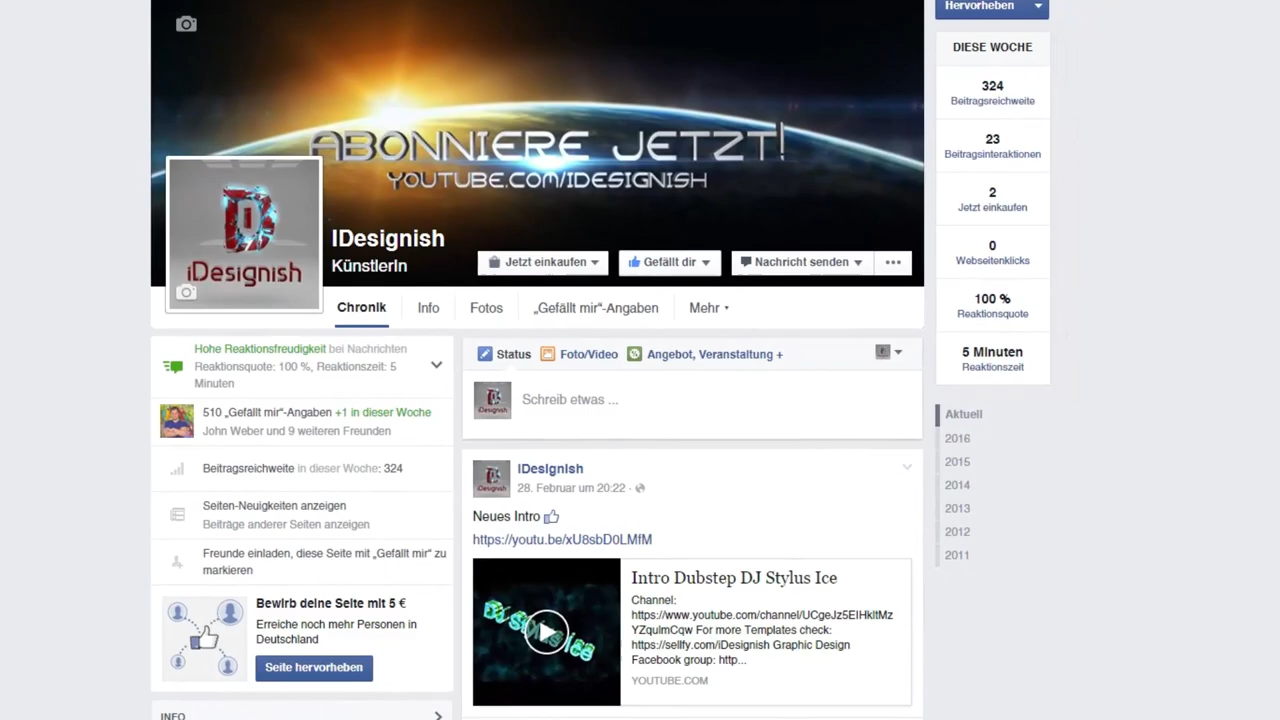 Hervorheben
DIESE WOCHE
324
Beitragsreichweite
23
Beitragsinteraktionen
2
Jetzt einkaufen
0
Webseitenklicks
100 %
Reaktionsquote
5 Minuten
Reaktionszeit
Aktuell
2016
2015
2014
2013
2012
2011
ABONNIERE JETZT!
YOUTUBE.COM/IDESIGNISH
iDesignish
IDesignish
KünstlerIn
Jetzt einkaufen
Gefällt dir
Nachricht senden
Chronik
Info
Fotos
„Gefällt mir“-Angaben
Mehr
Hohe Reaktionsfreudigkeit bei Nachrichten
Reaktionsquote: 100 %, Reaktionszeit: 5
Minuten
510 „Gefällt mir“-Angaben +1 in dieser Woche
John Weber und 9 weiteren Freunden
Beitragsreichweite in dieser Woche: 324
Seiten-Neuigkeiten anzeigen
Beiträge anderer Seiten anzeigen
Freunde einladen, diese Seite mit „Gefällt mir“ zu
markieren
Bewirb deine Seite mit 5 €
Erreiche noch mehr Personen in
Deutschland
Seite hervorheben
INFO
Status
Foto/Video
Angebot, Veranstaltung +
iDesignish
Schreib etwas ...
iDesignish
IDesignish
28. Februar um 20:22
Neues Intro
https://youtu.be/xU8sbD0LMfM
DJ Stylus Ice
Intro Dubstep DJ Stylus Ice
Channel:
https://www.youtube.com/channel/UCgeJz5EIHkltMz
YZqulmCqw For more Templates check:
https://sellfy.com/iDesignish Graphic Design
Facebook group: http...
YOUTUBE.COM